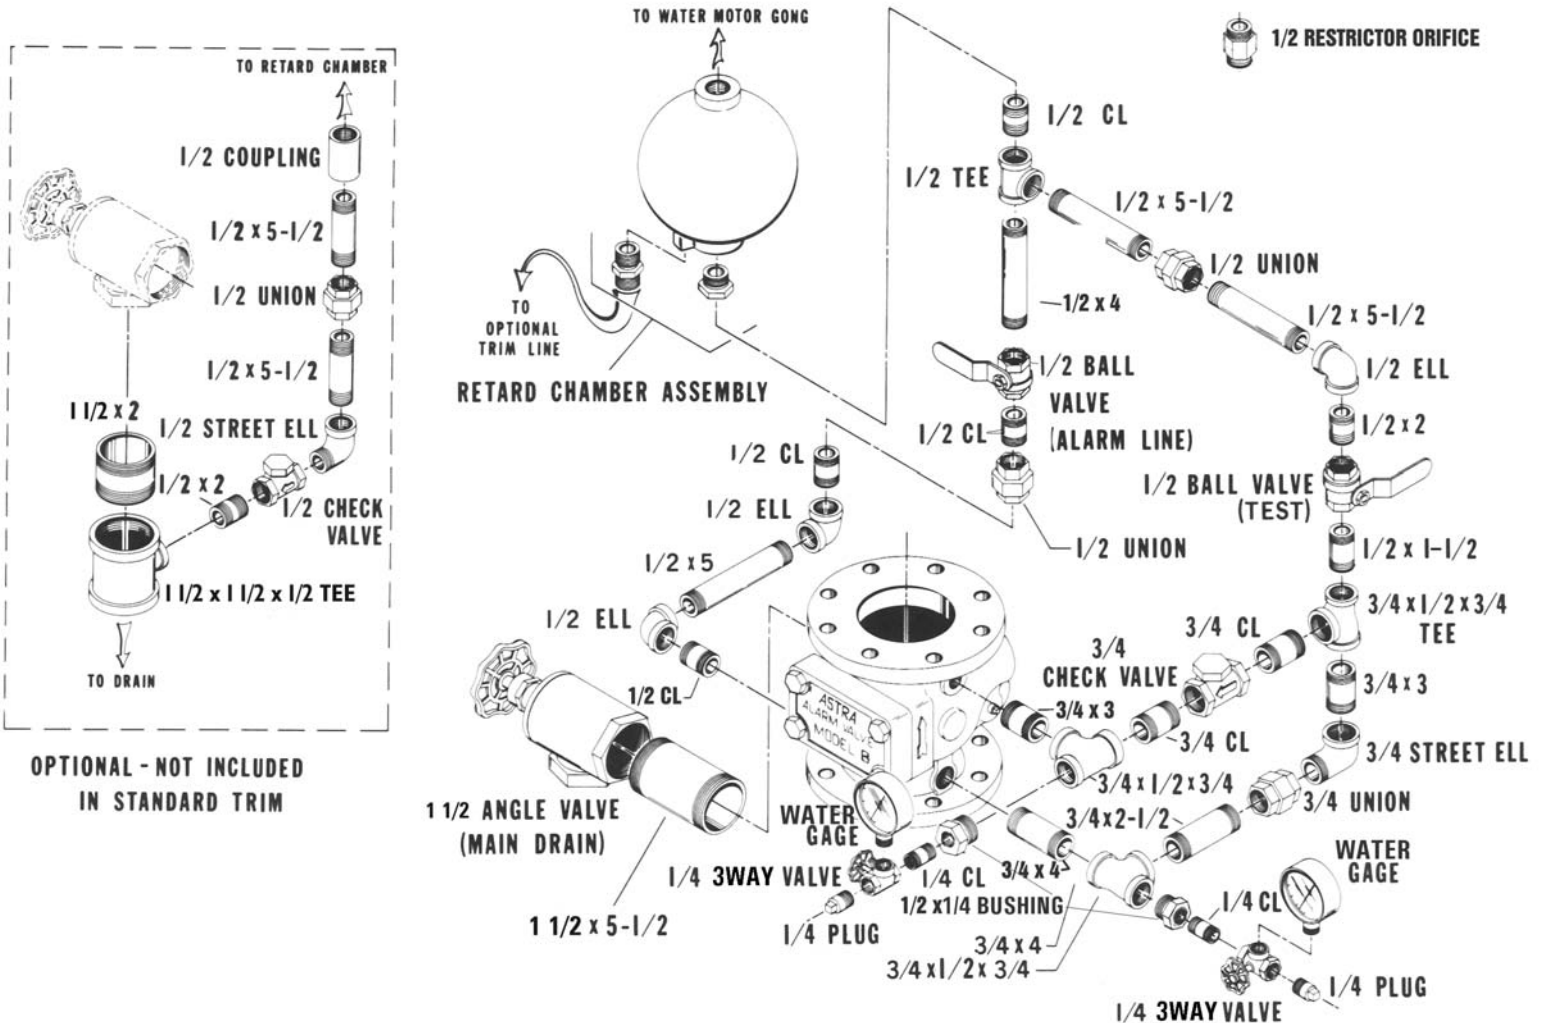 TO WATER MOTOR GONG
1/2 RESTRICTOR ORIFICE
TO RETARD CHAMBER
1/2 COUPLING
1/2 x 5-1/2
1/2 UNION
1/2 x 5-1/2
1 1/2 x 2
1/2 STREET ELL
1/2 x 2
1/2 CHECK
VALVE
1 1/2 x 1 1/2 x 1/2 TEE
TO DRAIN
OPTIONAL - NOT INCLUDED
IN STANDARD TRIM
TO
OPTIONAL
TRIM LINE
RETARD CHAMBER ASSEMBLY
1/2 CL
1/2 TEE
1/2 x 5-1/2
1/2 UNION
1/2 x 4
1/2 x 5-1/2
1/2 BALL
VALVE
(ALARM LINE)
1/2 ELL
1/2 CL
1/2 x 2
1/2 CL
1/2 BALL VALVE
(TEST)
1/2 ELL
1/2 UNION
1/2 x 1-1/2
1/2 x 5
1/2 ELL
3/4 x 1/2 x 3/4
TEE
3/4 CL
3/4
CHECK VALVE
3/4 x 3
1/2 CL
ASTRA
ALARM VALVE
MODEL B
3/4 x 3
3/4 CL
3/4 STREET ELL
3/4 x 1/2 x 3/4
3/4 UNION
1 1/2 ANGLE VALVE
(MAIN DRAIN)
WATER
GAGE
3/4 x 2-1/2
WATER
GAGE
1/4 3WAY VALVE
1/4 CL
3/4 x 4
1/2 x 1/4 BUSHING
1/4 CL
1 1/2 x 5-1/2
1/4 PLUG
3/4 x 4
3/4 x 1/2 x 3/4
1/4 PLUG
1/4 3WAY VALVE